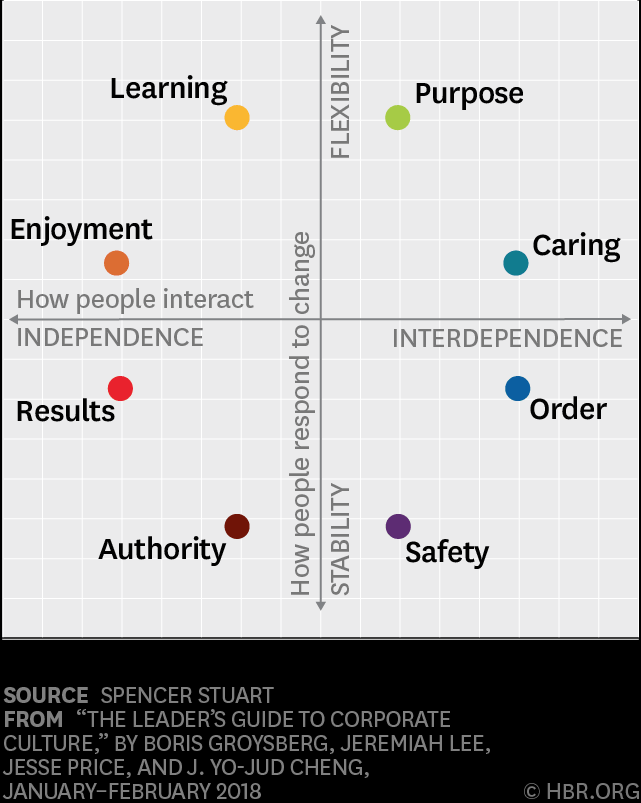 FLEXIBILITY
Learning
Purpose
Enjoyment
Caring
How people interact
How people respond to change
INDEPENDENCE
INTERDEPENDENCE
Results
Order
STABILITY
Authority
Safety
SOURCE SPENCER STUART
FROM “THE LEADER’S GUIDE TO CORPORATE
CULTURE,” BY BORIS GROYSBERG, JEREMIAH LEE,
JESSE PRICE, AND J. YO-JUD CHENG,
JANUARY–FEBRUARY 2018
© HBR.ORG